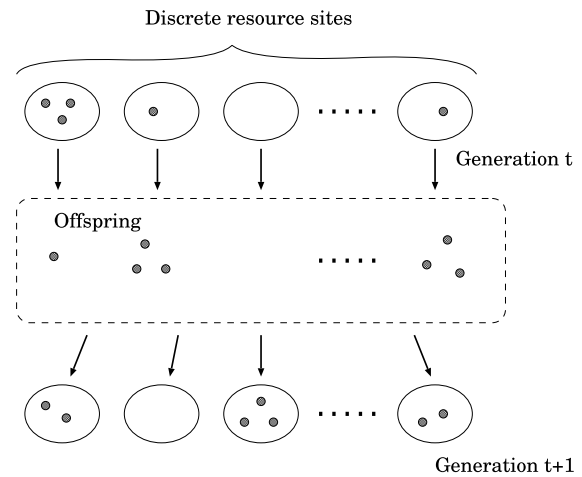 Discrete resource sites
Generation t
Offspring
Generation t+1